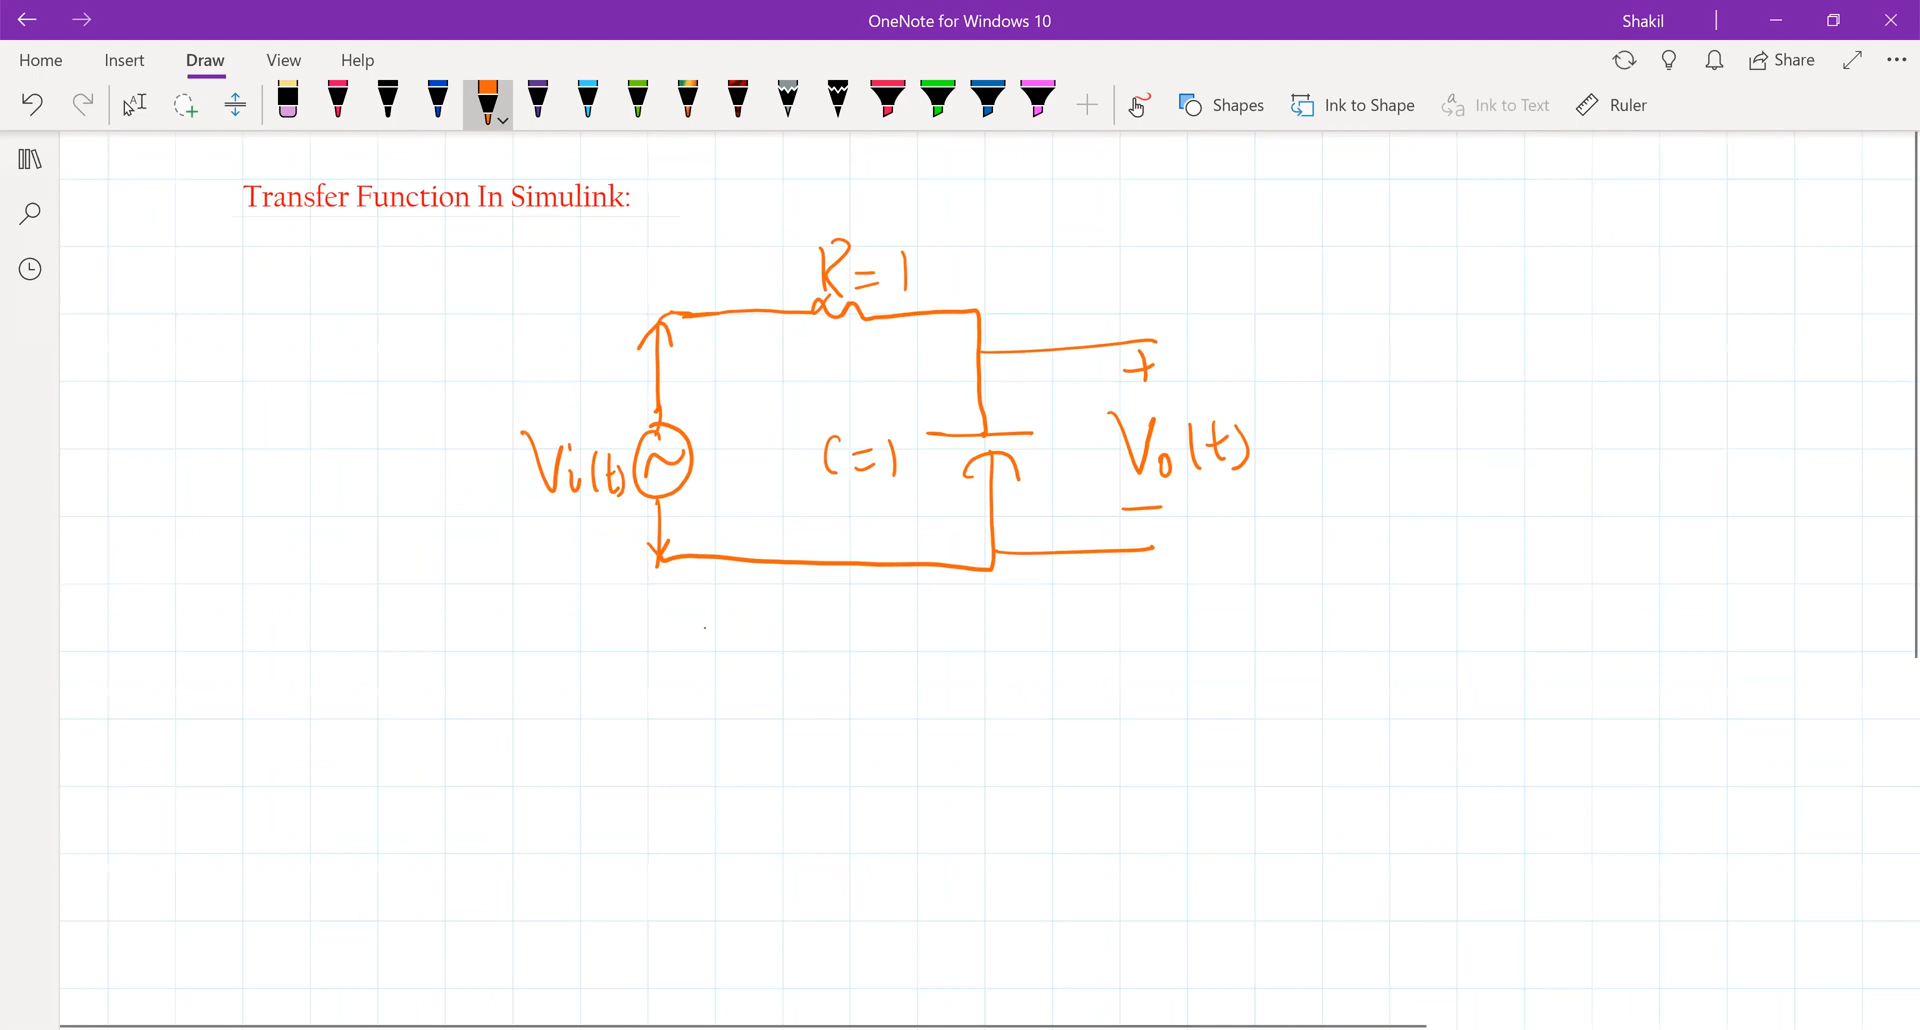 OneNote for Windows 10
Shakil
Home
Insert
Draw
View
Help
Share
Shapes
Ink to Shape
Ink to Text
Ruler
Transfer Function In Simulink:
R = 1
Vi(t)
C = 1
+
Vo(t)
−